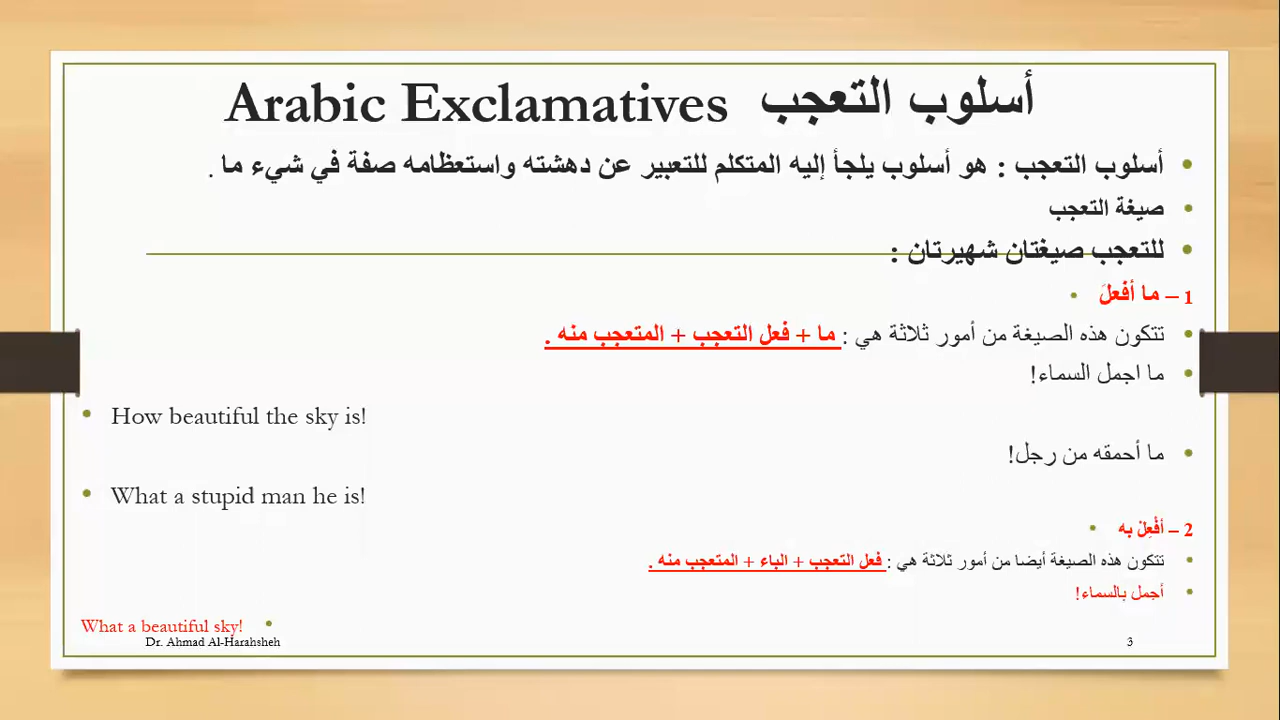 أسلوب التعجب Arabic Exclamatives
أسلوب التعجب : هو أسلوب يلجأ إليه المتكلم للتعبير عن دهشته واستعظامه صفة في شيء ما .
صيغة التعجب
للتعجب صيغتان شهيرتان :
1 – ما أفعلَ
تتكون هذه الصيغة من أمور ثلاثة هي : ما + فعل التعجب + المتعجب منه .
ما اجمل السماء!
How beautiful the sky is!
ما أحمقه من رجل!
What a stupid man he is!
2 – أفْعِلْ به
تتكون هذه الصيغة أيضا من أمور ثلاثة هي : فعل التعجب + الباء + المتعجب منه .
أجمل بالسماء!
What a beautiful sky!
Dr. Ahmad Al-Harahsheh
3